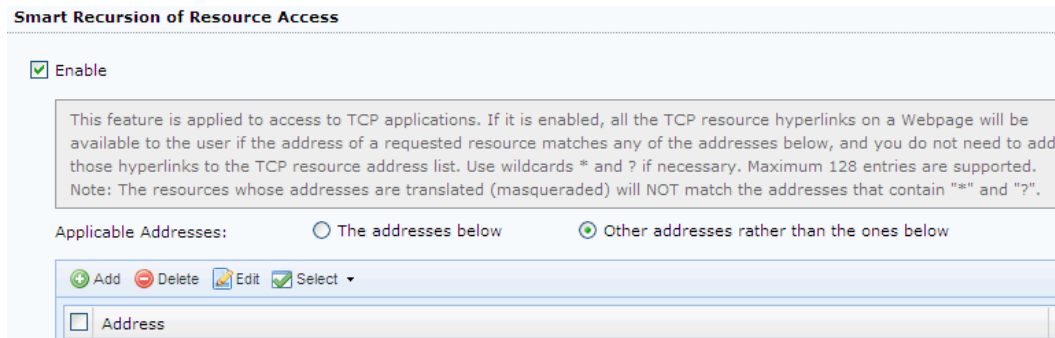 Smart Recursion of Resource Access
Enable
This feature is applied to access to TCP applications. If it is enabled, all the TCP resource hyperlinks on a Webpage will be
available to the user if the address of a requested resource matches any of the addresses below, and you do not need to add
those hyperlinks to the TCP resource address list. Use wildcards * and ? if necessary. Maximum 128 entries are supported.
Note: The resources whose addresses are translated (masqueraded) will NOT match the addresses that contain "*" and "?".
Applicable Addresses: The addresses below Other addresses rather than the ones below
Add Delete Edit Select
Address